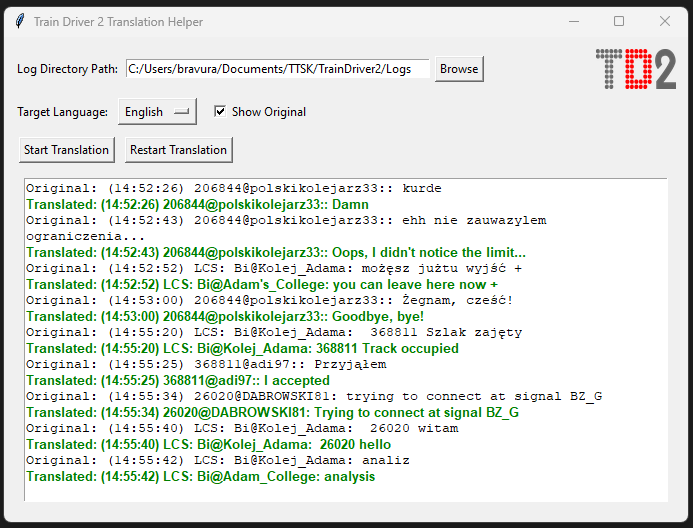 Train Driver 2 Translation Helper
Log Directory Path: C:/Users/bravura/Documents/TTSK/TrainDriver2/Logs Browse
TD2
Target Language: English Show Original
Start Translation Restart Translation
Original: (14:52:26) 206844@polskikolejarz33:: kurde
Translated: (14:52:26) 206844@polskikolejarz33:: Damn
Original: (14:52:43) 206844@polskikolejarz33:: ehh nie zauwazylem
ograniczenia...
Translated: (14:52:43) 206844@polskikolejarz33:: Oops, I didn't notice the limit...
Original: (14:52:52) LCS: Bi@Kolej_Adama: możęsz jużtu wyjść +
Translated: (14:52:52) LCS: Bi@Adam's_College: you can leave here now +
Original: (14:53:00) 206844@polskikolejarz33:: Żegnam, cześć!
Translated: (14:53:00) 206844@polskikolejarz33:: Goodbye, bye!
Original: (14:55:20) LCS: Bi@Kolej_Adama:  368811 Szlak zajęty
Translated: (14:55:20) LCS: Bi@Kolej_Adama: 368811 Track occupied
Original: (14:55:25) 368811@adi97:: Przyjąłem
Translated: (14:55:25) 368811@adi97:: I accepted
Original: (14:55:34) 26020@DABROWSKI81: trying to connect at signal BZ_G
Translated: (14:55:34) 26020@DABROWSKI81: Trying to connect at signal BZ_G
Original: (14:55:40) LCS: Bi@Kolej_Adama:  26020 witam
Translated: (14:55:40) LCS: Bi@Kolej_Adama:  26020 hello
Original: (14:55:42) LCS: Bi@Kolej_Adama: analiz
Translated: (14:55:42) LCS: Bi@Adam_College: analysis